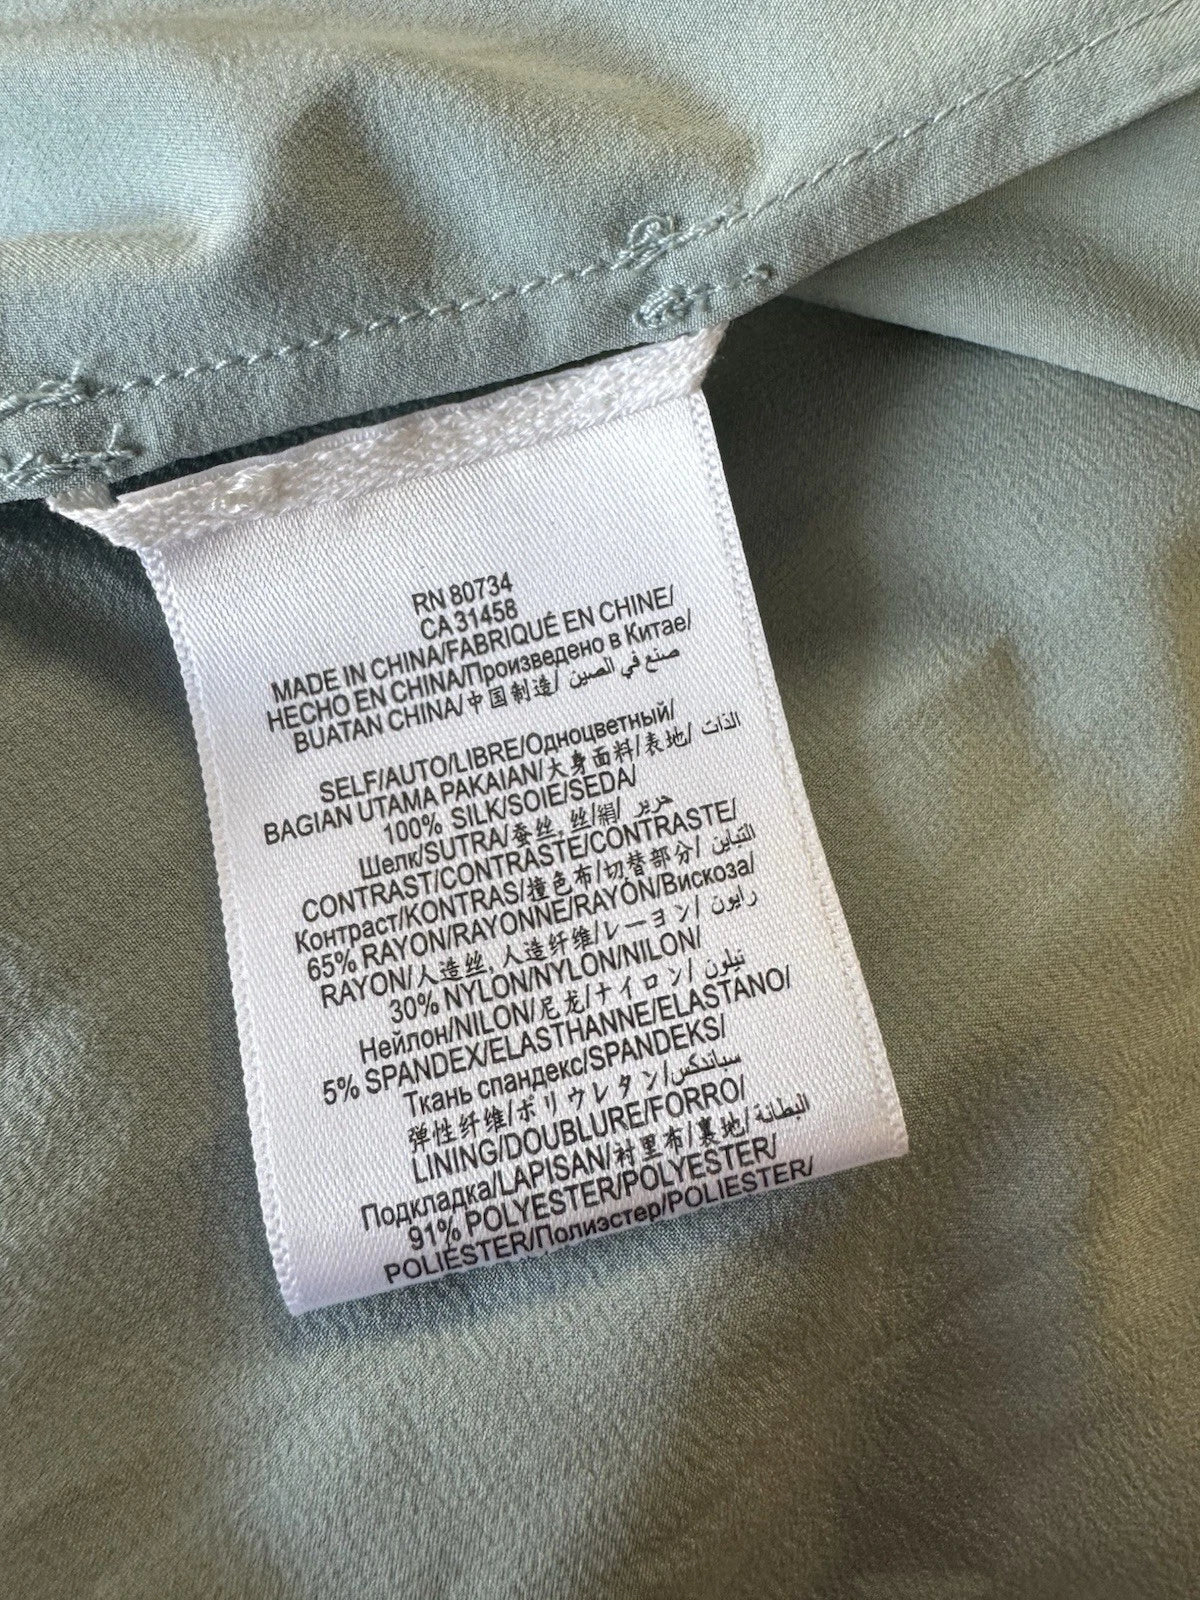 RN 80734
CA 31458
MADE IN CHINA/FABRIQUÉ EN CHINE/
HECHO EN CHINA/Произведено в Китае/
BUATAN CHINA/中国制造/ صنع في الصين
SELF/AUTO/LIBRE/Одноцветный/
BAGIAN UTAMA PAKAIAN/大身面料/表地/ الذات
100% SILK/SOIE/SEDA/
Шелк/SUTRA/蚕丝, 丝/絹/ حرير
CONTRAST/CONTRASTE/CONTRASTE/
Контраст/KONTRAS/撞色布/切替部分/ التباين
65% RAYON/RAYONNE/RAYÓN/Вискоза/
RAYON/人造丝, 人造纤维/レーヨン/ رايون
30% NYLON/NYLON/NILON/
Нейлон/NILON/尼龙/ナイロン/ نيلون
5% SPANDEX/ELASTHANNE/ELASTANO/
Ткань спандекс/SPANDEKS/
弹性纤维/ポリウレタン/سباندكس
LINING/DOUBLURE/FORRO/
Подкладка/LAPISAN/衬里布/裏地/ البطانة
91% POLYESTER/POLYESTER/
POLIÉSTER/Полиэстер/POLIESTER/